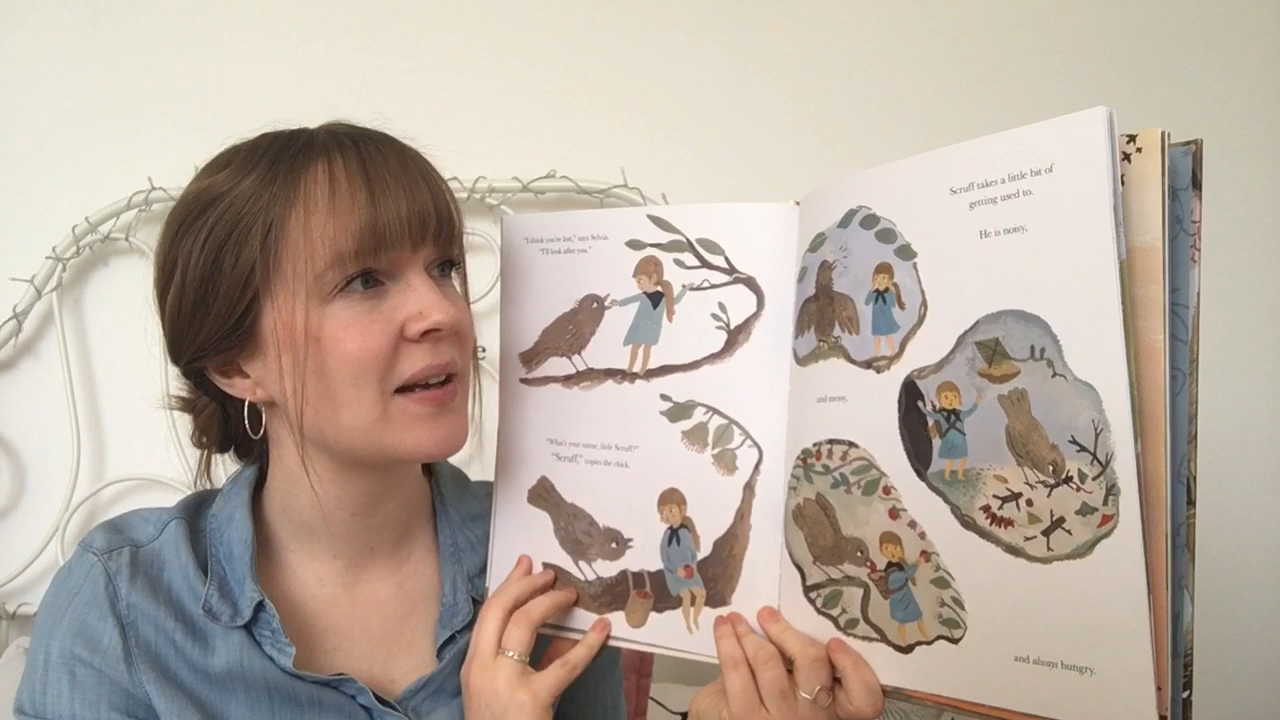 "I think you're lost," says Sylvia.
"I'll look after you."
"What's your name, little Scruff?"
"Scruff," copies the chick.
Scruff takes a little bit of
getting used to.
He is noisy,
and messy,
and always hungry.